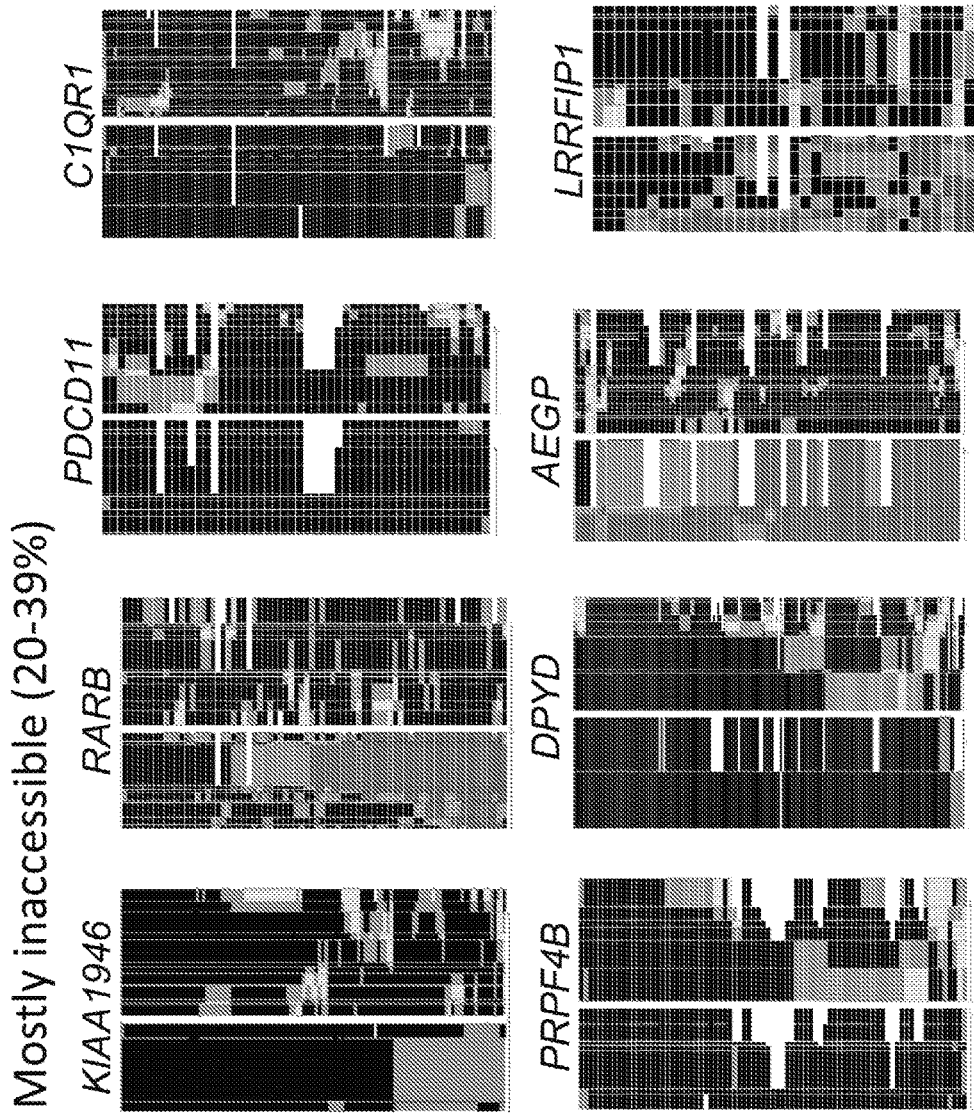 Mostly inaccessible (20-39%)
KIAA1946
RARB
PDCD11
C1QR1
PRPF4B
DPYD
AEGP
LRRFIP1